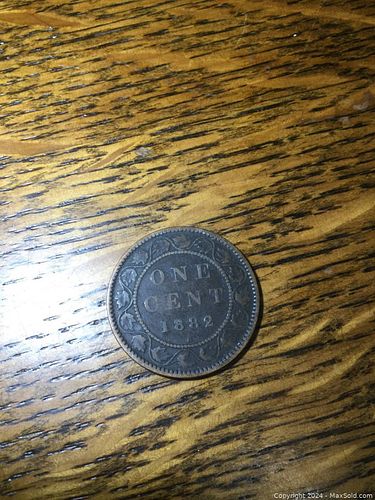 ONE
CENT
1882
Copyright 2024 - MaxSold.com